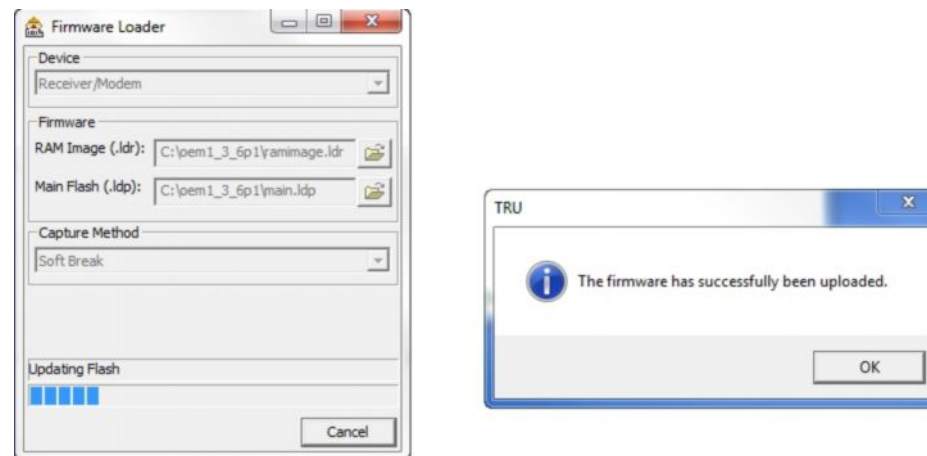 Firmware Loader
Device
Receiver/Modem
Firmware
RAM Image (.ldr): C:\oem1_3_6p1\ramimage.ldr
Main Flash (.ldp): C:\oem1_3_6p1\main.ldp
Capture Method
Soft Break
Updating Flash
Cancel
TRU
The firmware has successfully been uploaded.
OK